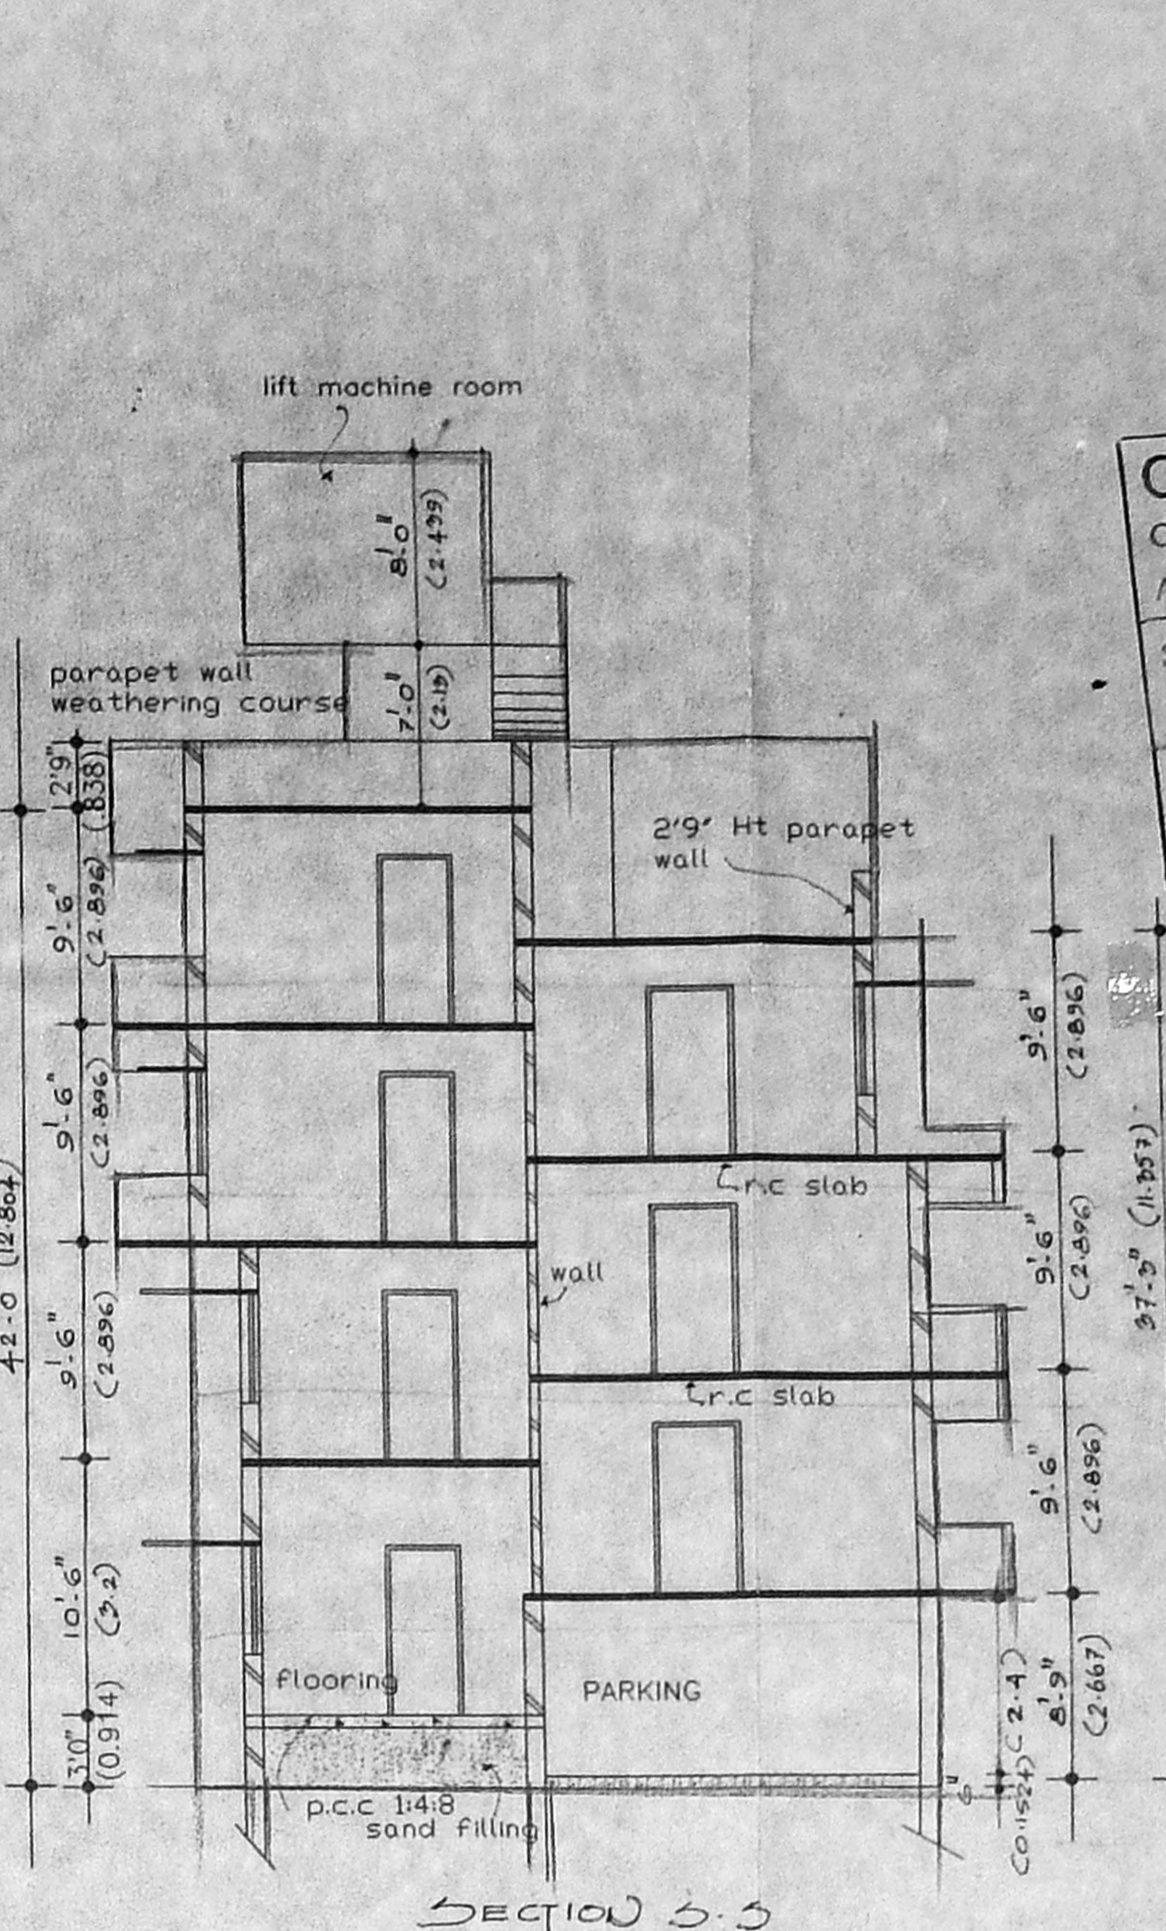 lift machine room
8'-0"
(2.499)
parapet wall
weathering course
7'-0"
(2.13)
2'9"
(.838)
2'9" Ht parapet
wall
9'-6"
(2.896)
9'-6"
(2.896)
r.c slab
9'-6"
(2.896)
9'-6"
(2.896)
wall
42-0 (12.804)
37'-3" (11.357)
9'-6"
(2.896)
r.c slab
9'-6"
(2.896)
10'-6"
(3.2)
flooring
PARKING
(2.4)
8'-9"
(2.667)
3'0"
(0.914)
6"
(0.1524)
p.c.c 1:4:8
sand filling
SECTION S.S